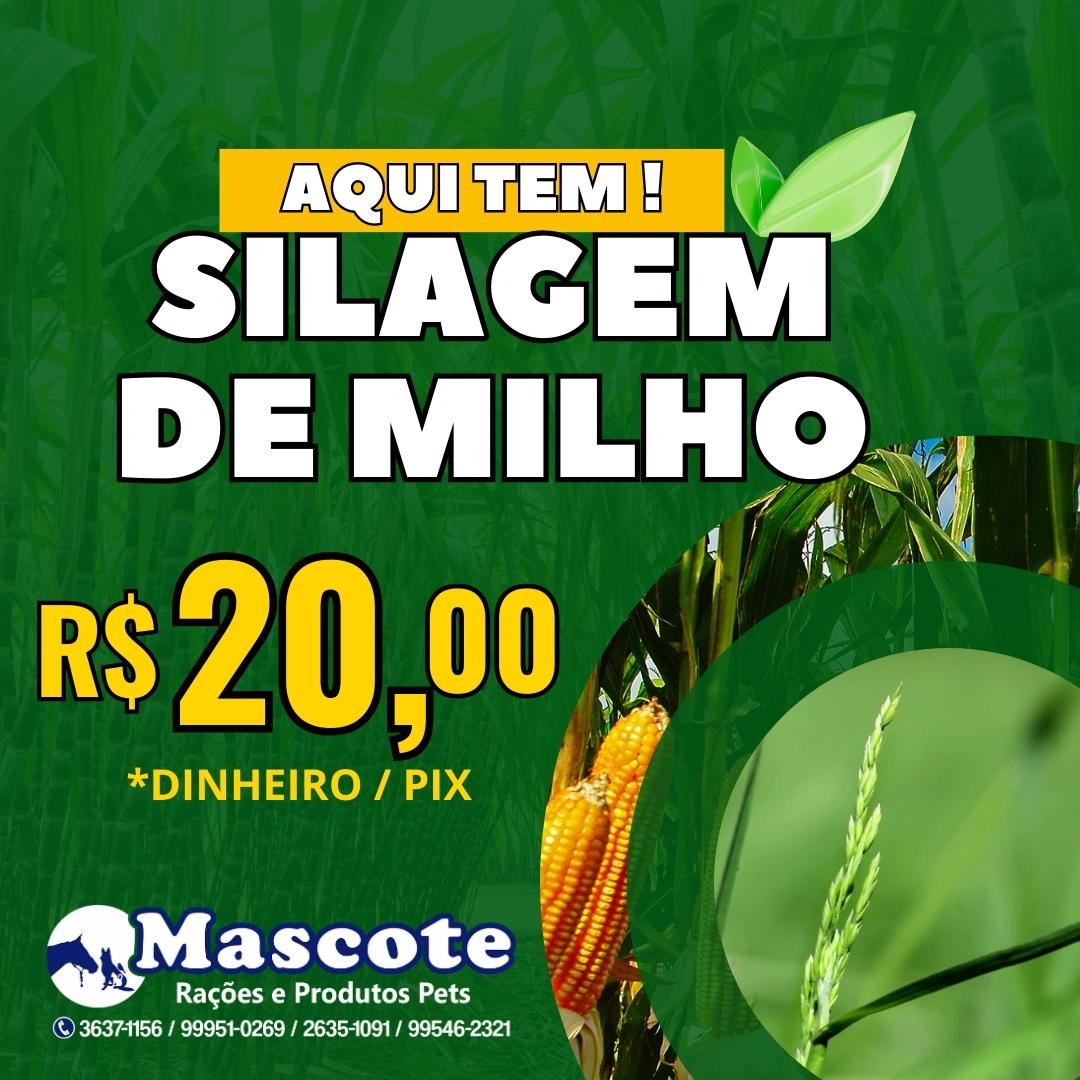 AQUI TEM !
SILAGEM
DE MILHO
R$ 20,00
*DINHEIRO / PIX
Mascote
Rações e Produtos Pets
3637-1156 / 99951-0269 / 2635-1091 / 99546-2321